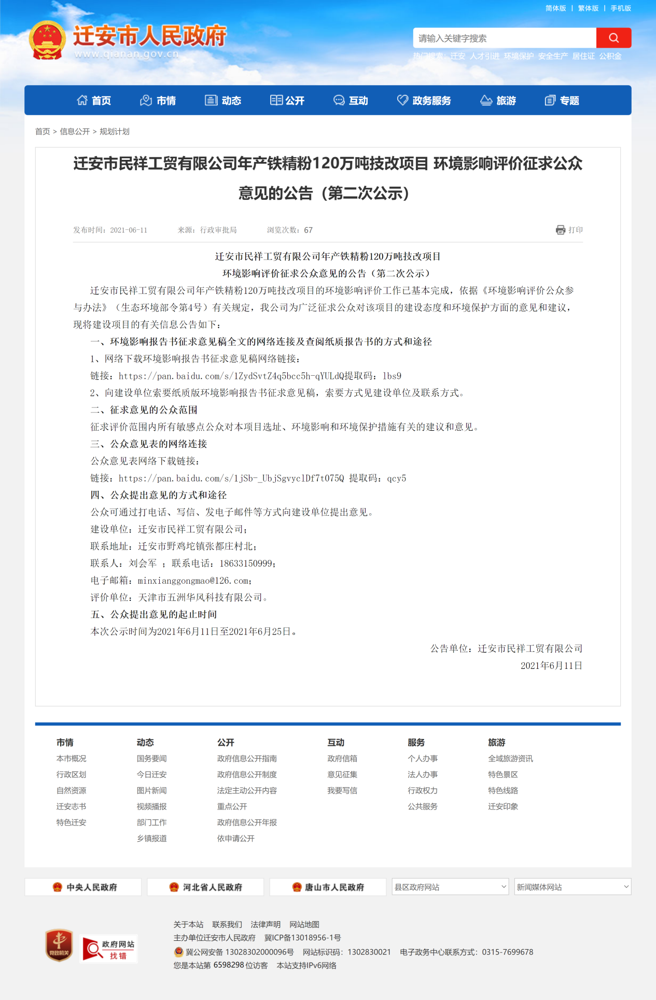 简体版 | 繁体版 | 手机版
迁安市人民政府
www.qianan.gov.cn
请输入关键字搜索
热门搜索：迁安 人才引进 环境保护 安全生产 居住证 公积金
首页 市情 动态 公开 互动 政务服务 旅游 专题
首页 > 信息公开 > 规划计划
迁安市民祥工贸有限公司年产铁精粉120万吨技改项目 环境影响评价征求公众
意见的公告（第二次公示）
发布时间：2021-06-11 来源：行政审批局 浏览次数：67 打印
迁安市民祥工贸有限公司年产铁精粉120万吨技改项目
环境影响评价征求公众意见的公告（第二次公示）
迁安市民祥工贸有限公司年产铁精粉120万吨技改项目的环境影响评价工作已基本完成，依据《环境影响评价公众参
与办法》（生态环境部令第4号）有关规定，我公司为广泛征求公众对该项目的建设态度和环境保护方面的意见和建议，
现将建设项目的有关信息公告如下：
一、环境影响报告书征求意见稿全文的网络连接及查阅纸质报告书的方式和途径
1、网络下载环境影响报告书征求意见稿网络链接：
链接：https://pan.baidu.com/s/1ZydSvtZ4q5bcc5h-qYULdQ提取码：lbs9
2、向建设单位索要纸质版环境影响报告书征求意见稿，索要方式见建设单位及联系方式。
二、征求意见的公众范围
征求评价范围内所有敏感点公众对本项目选址、环境影响和环境保护措施有关的建议和意见。
三、公众意见表的网络连接
公众意见表网络下载链接：
链接：https://pan.baidu.com/s/1jSb-_UbjSgvyclDf7t075Q 提取码：qcy5
四、公众提出意见的方式和途径
公众可通过打电话、写信、发电子邮件等方式向建设单位提出意见。
建设单位：迁安市民祥工贸有限公司；
联系地址：迁安市野鸡坨镇张都庄村北；
联系人：刘会军 ；联系电话：18633150999；
电子邮箱：minxianggongmao@126.com；
评价单位：天津市五洲华风科技有限公司。
五、公众提出意见的起止时间
本次公示时间为2021年6月11日至2021年6月25日。
公告单位：迁安市民祥工贸有限公司
2021年6月11日
市情 动态 公开 互动 服务 旅游
本市概况 国务要闻 政府信息公开指南 政府信箱 个人办事 全域旅游资讯
行政区划 今日迁安 政府信息公开制度 意见征集 法人办事 特色景区
自然资源 图片新闻 法定主动公开内容 我要写信 行政权力 特色线路
迁安志书 视频播报 重点公开 公共服务 迁安印象
特色迁安 部门工作 政府信息公开年报
乡镇报道 依申请公开
中央人民政府 河北省人民政府 唐山市人民政府 县区政府网站 新闻媒体网站
关于本站 联系我们 法律声明 网站地图
主办单位迁安市人民政府 冀ICP备13018956-1号
冀公网安备 13028302000096号 网站标识码：1302830021 电子政务中心联系方式：0315-7699678
您是本站第 6598298 位访客 本站支持IPv6网络
党政机关
政府网站
找错